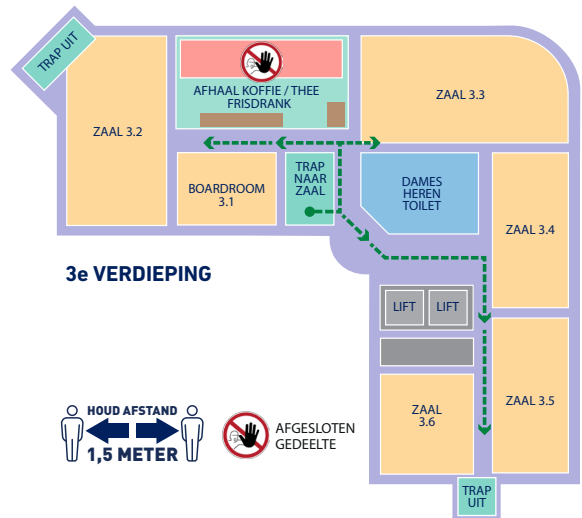 TRAP UIT
AFHAAL KOFFIE / THEE
FRISDRANK
ZAAL 3.3
ZAAL 3.2
BOARDROOM
3.1
TRAP
NAAR
ZAAL
DAMES
HEREN
TOILET
ZAAL 3.4
3e VERDIEPING
LIFT
LIFT
ZAAL
3.6
ZAAL 3.5
HOUD AFSTAND
1,5 METER
AFGESLOTEN
GEDEELTE
TRAP
UIT